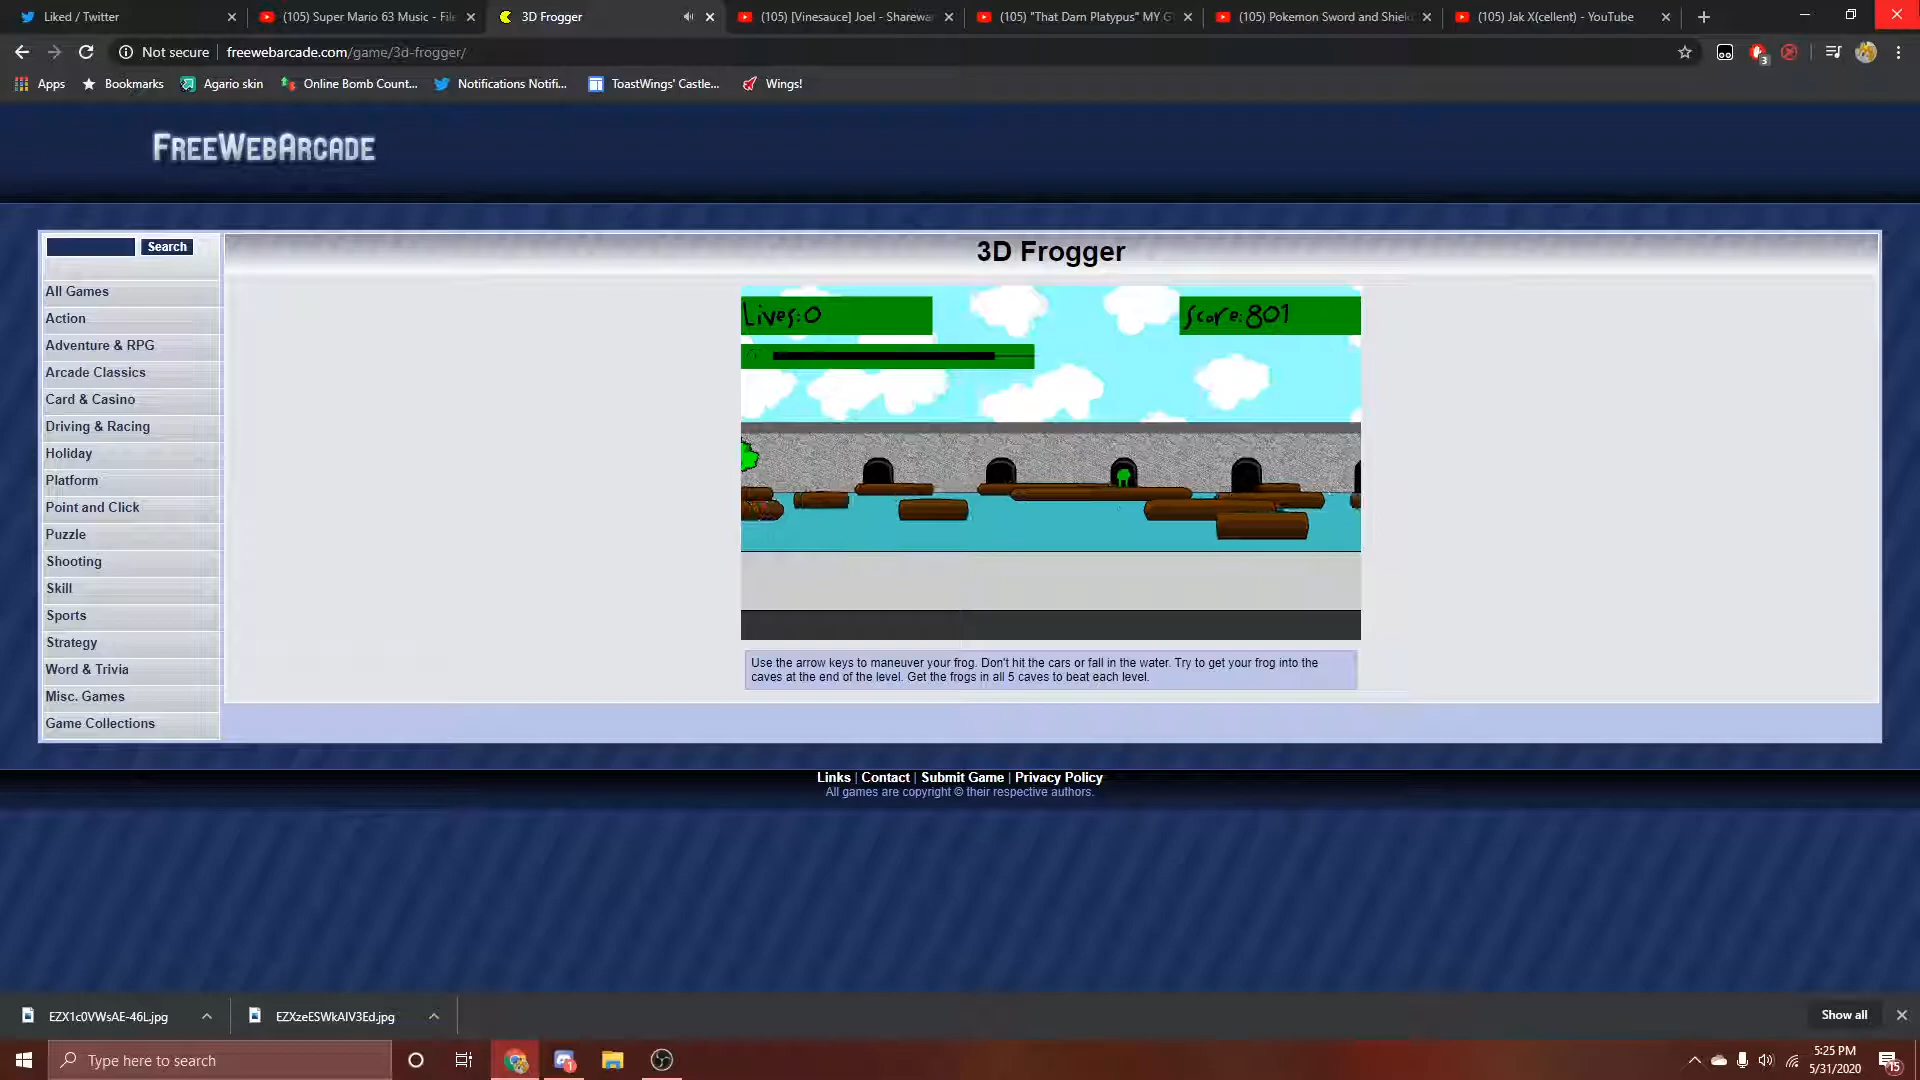 Liked / Twitter
(105) Super Mario 63 Music - File
3D Frogger
(105) [Vinesauce] Joel - Sharewar
(105) "That Darn Platypus" MY G
(105) Pokemon Sword and Shield
(105) Jak X(cellent) - YouTube
Not secure
freewebarcade.com/game/3d-frogger/
3
Apps
Bookmarks
Agario skin
Online Bomb Count...
Notifications Notifi...
ToastWings' Castle...
Wings!
FreeWebArcade
Search
3D Frogger
All Games
Action
Adventure & RPG
Arcade Classics
Card & Casino
Driving & Racing
Holiday
Platform
Point and Click
Puzzle
Shooting
Skill
Sports
Strategy
Word & Trivia
Misc. Games
Game Collections
Lives:0
Score:801
Use the arrow keys to maneuver your frog. Don't hit the cars or fall in the water. Try to get your frog into the
caves at the end of the level. Get the frogs in all 5 caves to beat each level.
Links | Contact | Submit Game | Privacy Policy
All games are copyright © their respective authors.
EZX1c0VWsAE-46L.jpg
EZXzeESWkAIV3Ed.jpg
Show all
Type here to search
1
5:25 PM
5/31/2020
15